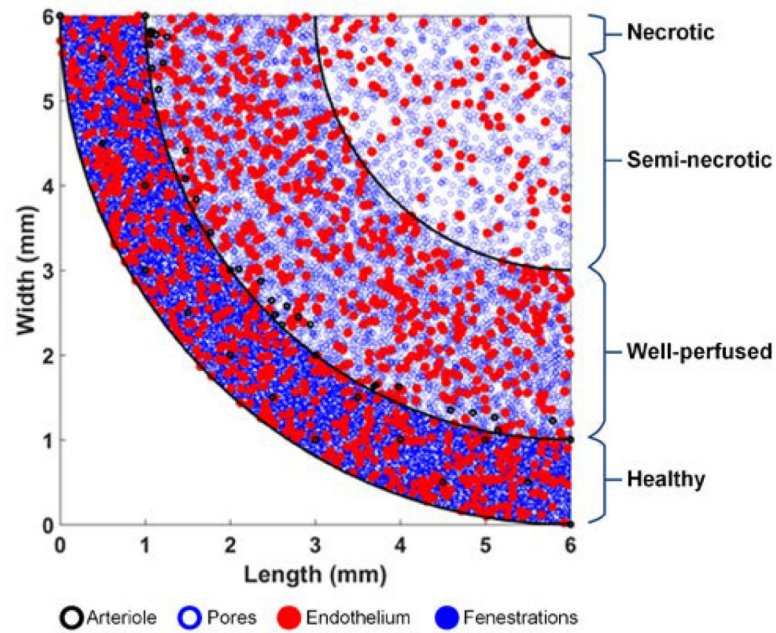 6
5
4
3
2
1
0
Width (mm)
0 1 2 3 4 5 6
Length (mm)
Necrotic
Semi-necrotic
Well-perfused
Healthy
Arteriole Pores Endothelium Fenestrations